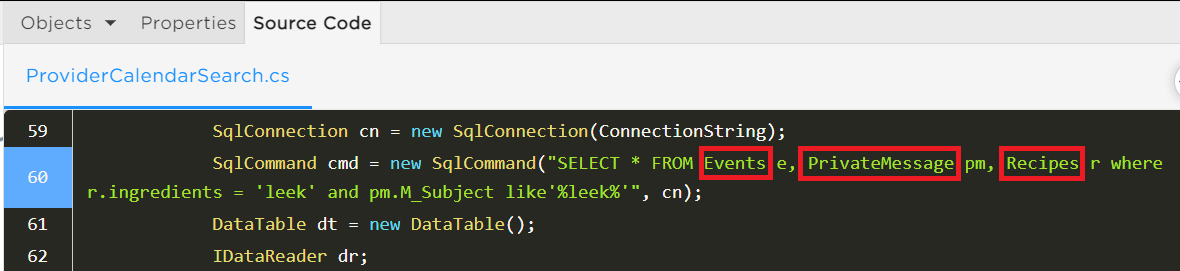 Objects Properties Source Code
ProviderCalendarSearch.cs
59 SqlConnection cn = new SqlConnection(ConnectionString);
60 SqlCommand cmd = new SqlCommand("SELECT * FROM Events e, PrivateMessage pm, Recipes r where
r.ingredients = 'leek' and pm.M_Subject like'%leek%'", cn);
61 DataTable dt = new DataTable();
62 IDataReader dr;